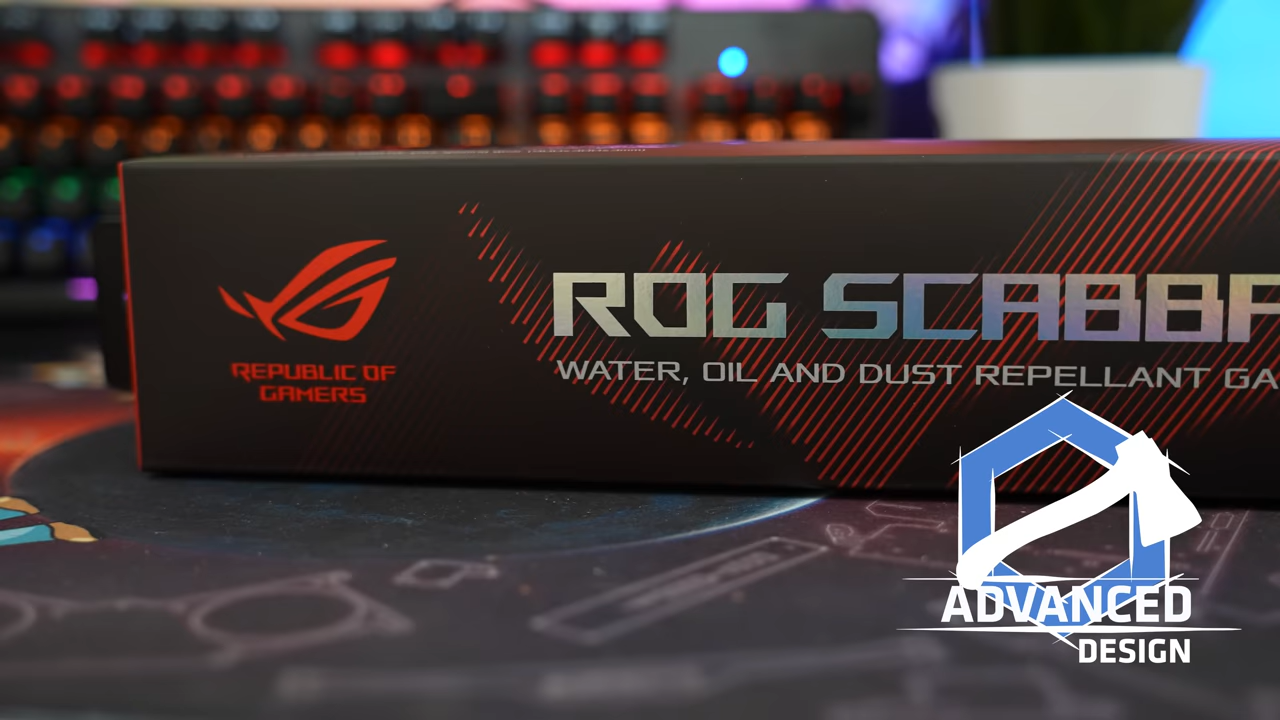 REPUBLIC OF
GAMERS
ROG SCABB
WATER, OIL AND DUST REPELLANT GA
ADVANCED
DESIGN